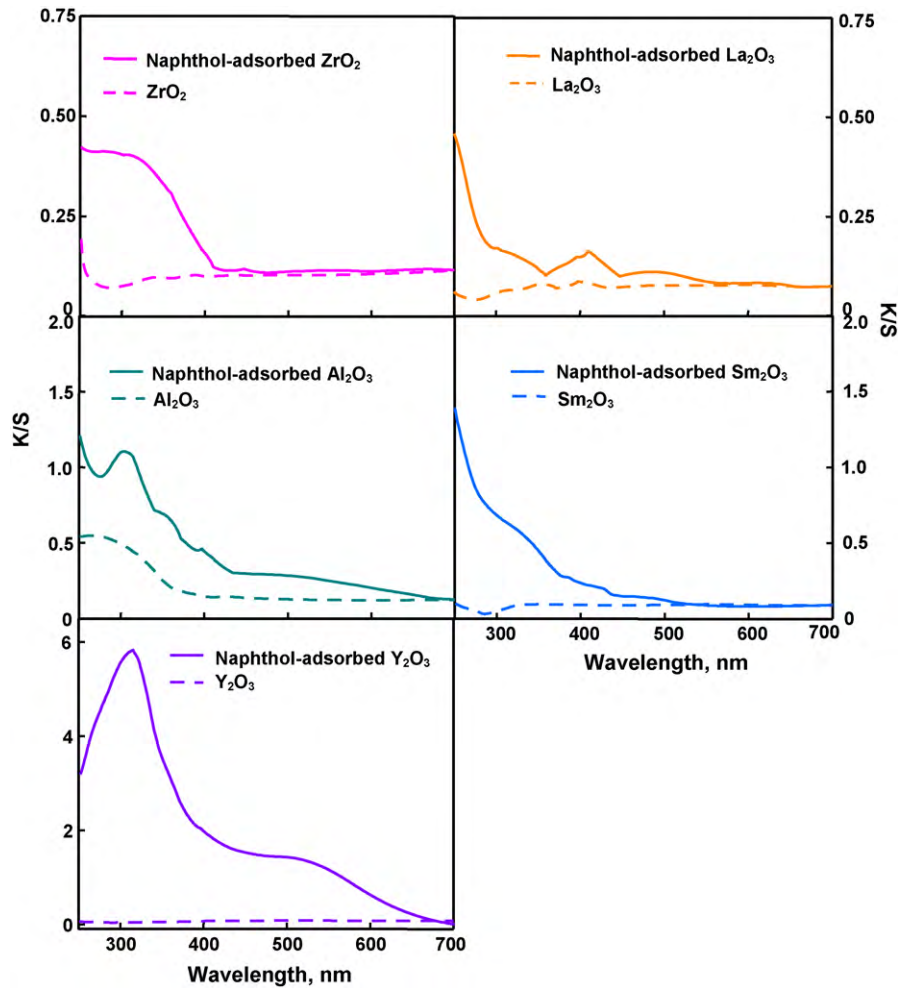 0.75
0.50
0.25
0
Naphthol-adsorbed ZrO₂
ZrO₂
0.75
0.50
0.25
0
Naphthol-adsorbed La₂O₃
La₂O₃
K/S
2.0
1.5
1.0
0.5
0
Naphthol-adsorbed Al₂O₃
Al₂O₃
K/S
2.0
1.5
1.0
0.5
0
Naphthol-adsorbed Sm₂O₃
Sm₂O₃
300 400 500 600 700
Wavelength, nm
6
4
2
0
Naphthol-adsorbed Y₂O₃
Y₂O₃
300 400 500 600 700
Wavelength, nm